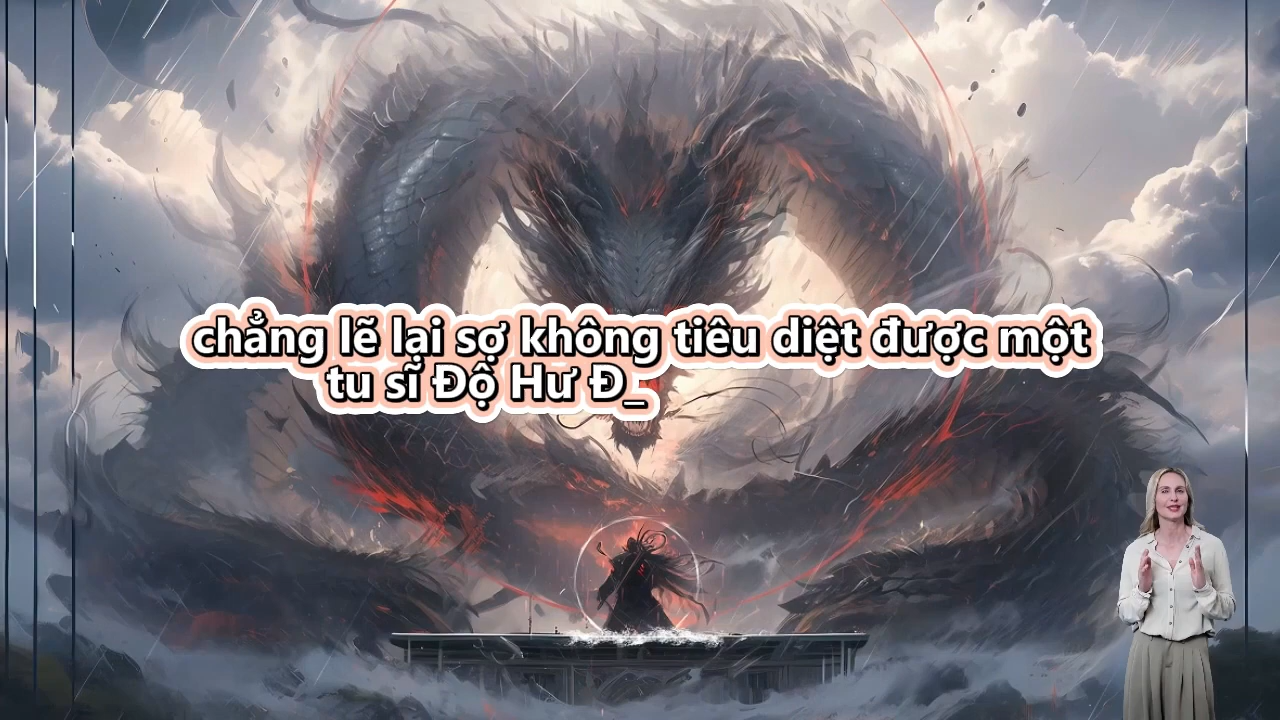 chẳng lẽ lại sợ không tiêu diệt được một
tu sĩ Độ Hư Đ_